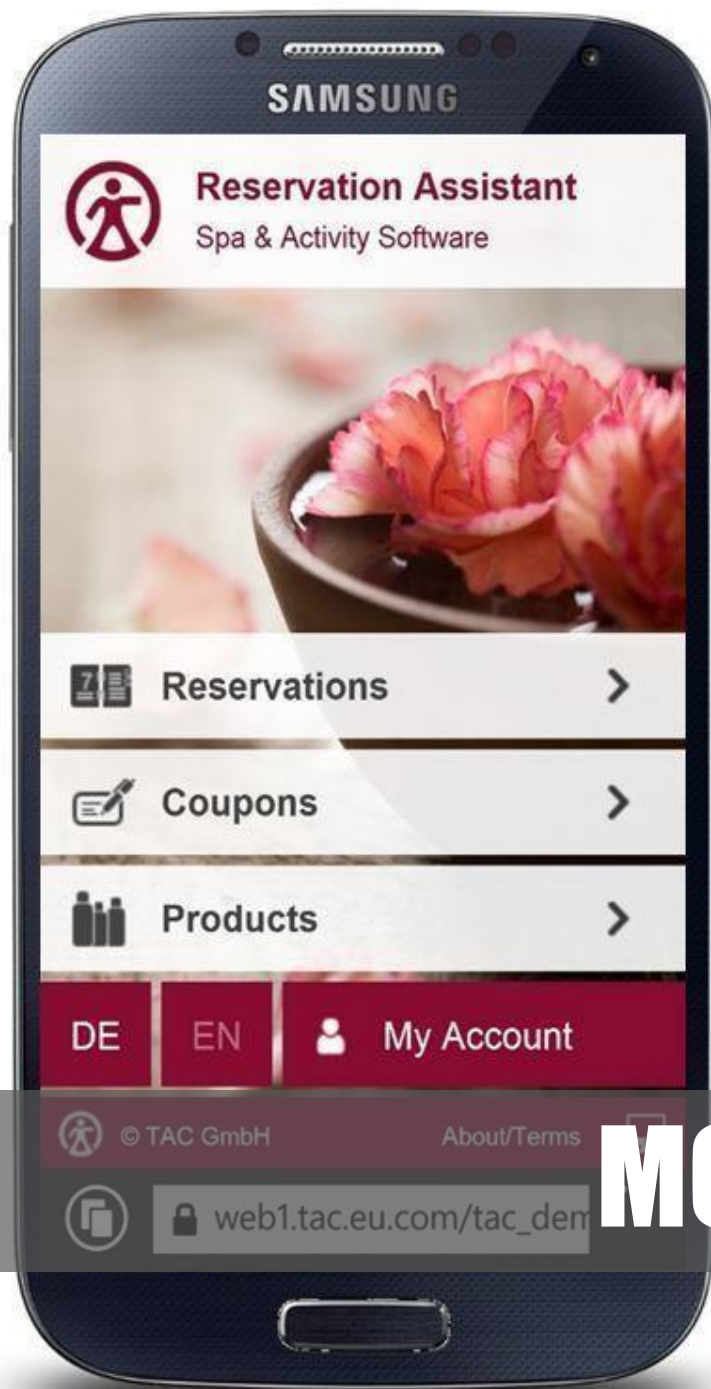 SAMSUNG
Reservation Assistant
Spa & Activity Software
7
Reservations
Coupons
Products
DE
EN
My Account
© TAC GmbH
About/Terms
web1.tac.eu.com/tac_dem